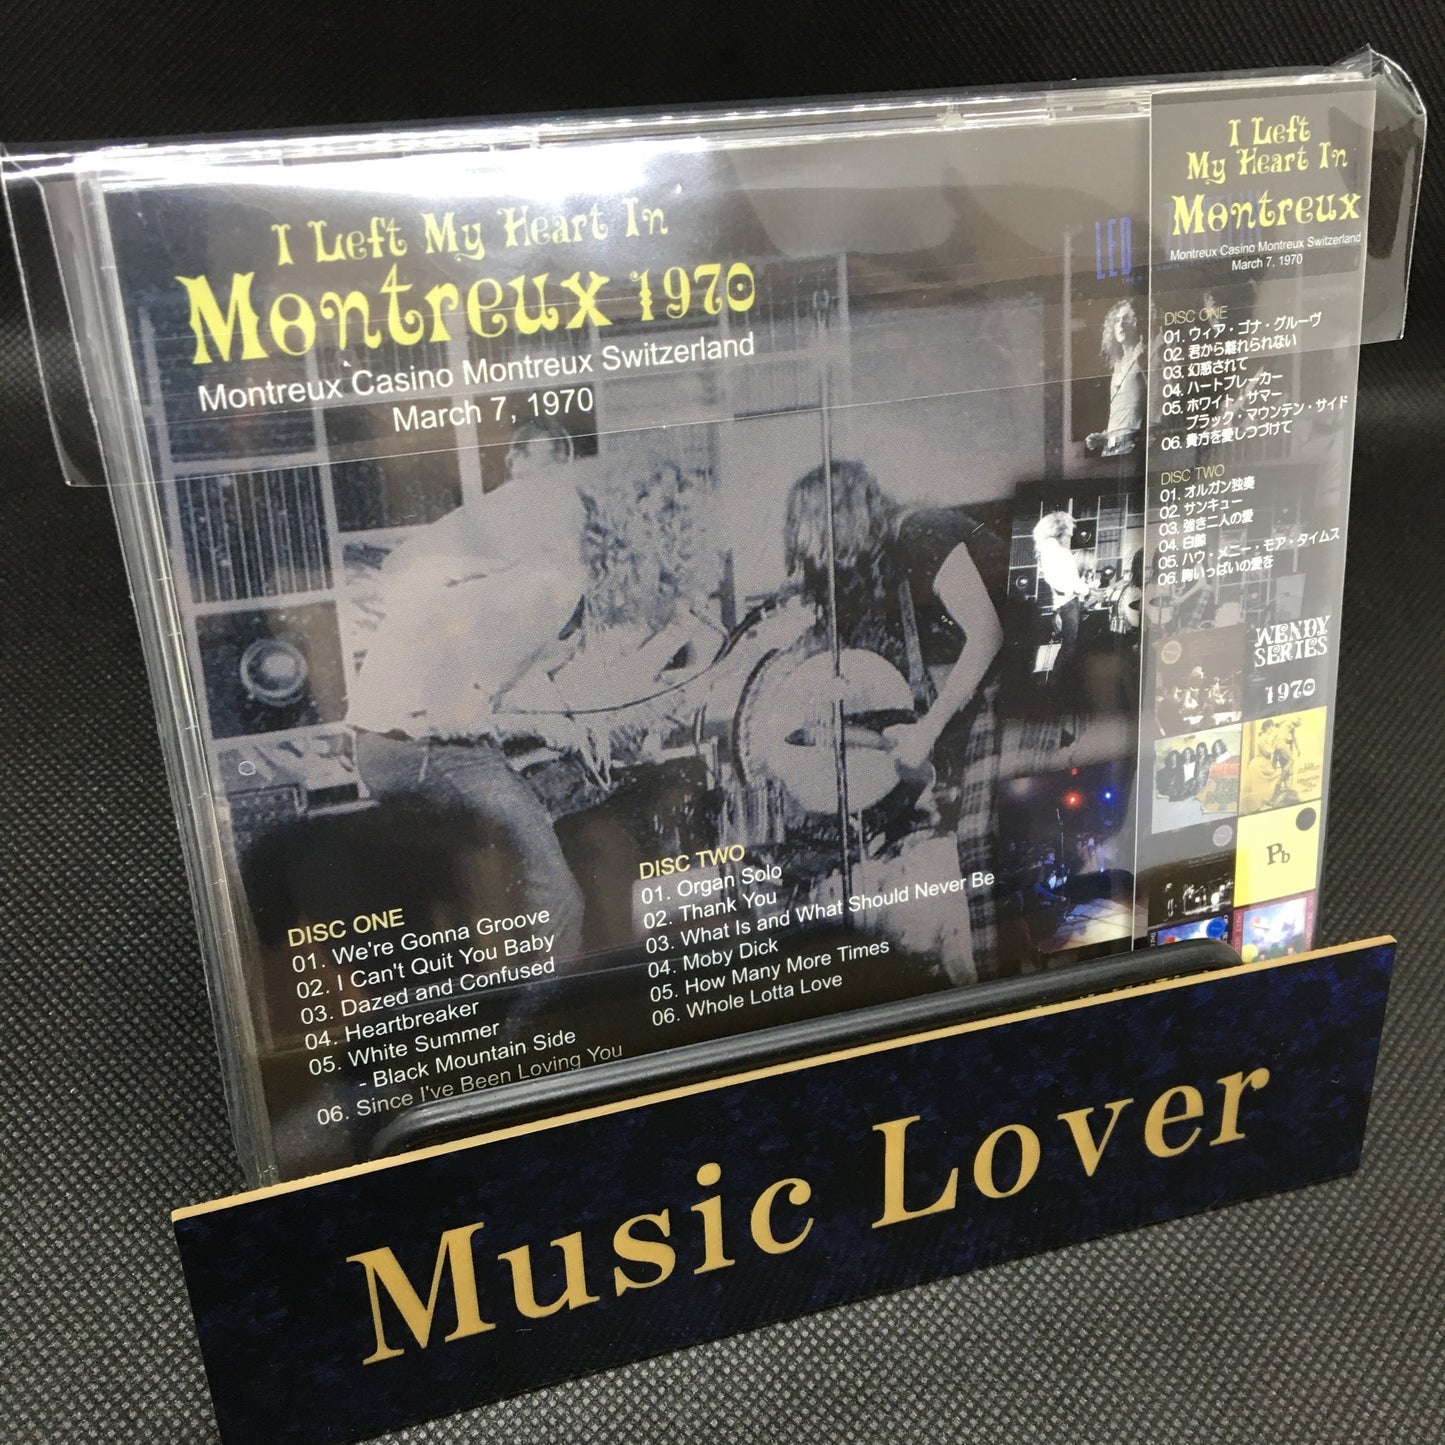 I Left My Heart In
Montreux 1970
Montreux Casino Montreux Switzerland
March 7, 1970
DISC ONE
01. We're Gonna Groove
02. I Can't Quit You Baby
03. Dazed and Confused
04. Heartbreaker
05. White Summer
- Black Mountain Side
06. Since I've Been Loving You
DISC TWO
01. Organ Solo
02. Thank You
03. What Is and What Should Never Be
04. Moby Dick
05. How Many More Times
06. Whole Lotta Love
LED
I Left
My Heart In
Montreux
Montreux Casino Montreux Switzerland
March 7, 1970
DISC ONE
01. ウィア・ゴナ・グルーヴ
02. 君から離れられない
03. 幻惑されて
04. ハートブレーカー
05. ホワイト・サマー
ブラック・マウンテン・サイド
06. 貴方を愛しつづけて
DISC TWO
01. オルガン独奏
02. サンキュー
03. 強き二人の愛
04. 白鯨
05. ハウ・メニー・モア・タイムス
06. 胸いっぱいの愛を
WENDY
SERIES
1970
Pb
Music Lover